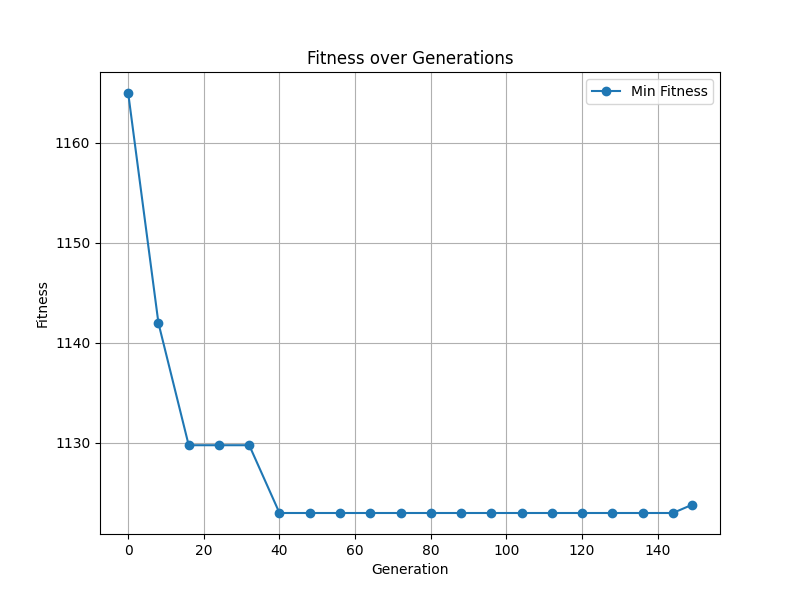 Fitness over Generations
Min Fitness
1160
1150
1140
1130
Fitness
0 20 40 60 80 100 120 140
Generation